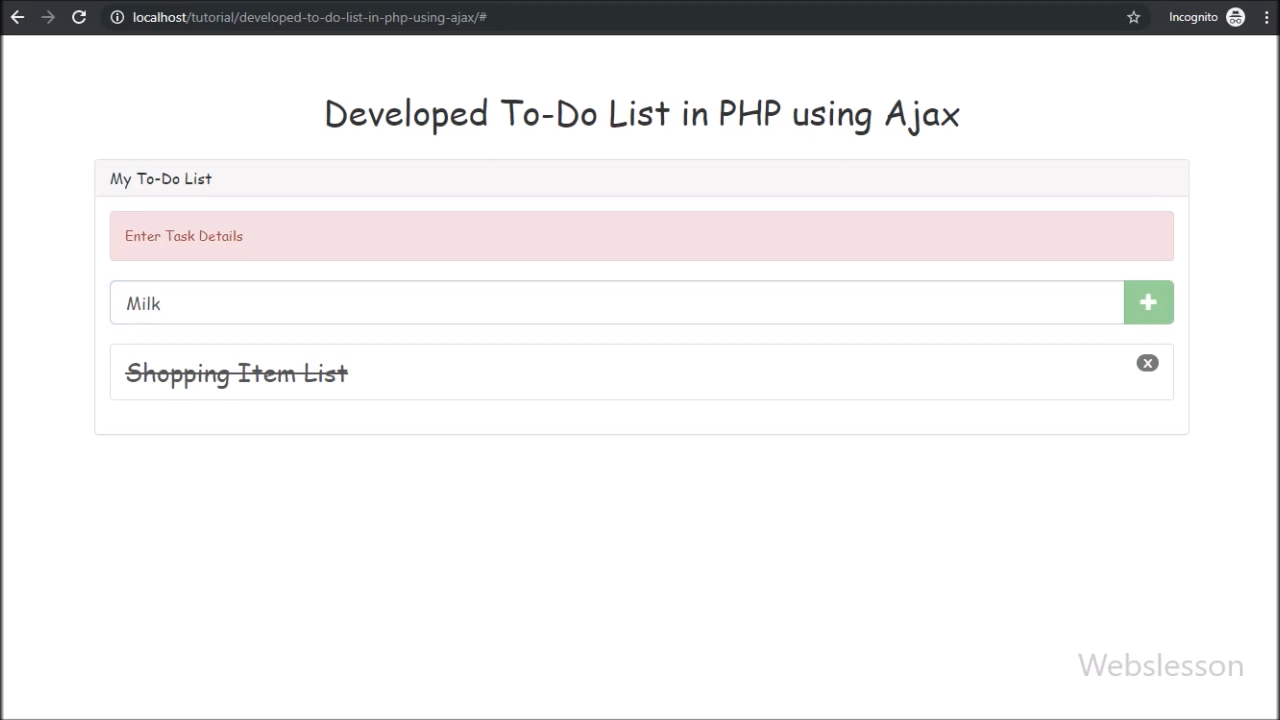 localhost/tutorial/developed-to-do-list-in-php-using-ajax/#
Incognito
Developed To-Do List in PHP using Ajax
My To-Do List
Enter Task Details
Milk
Shopping Item List
Webslesson